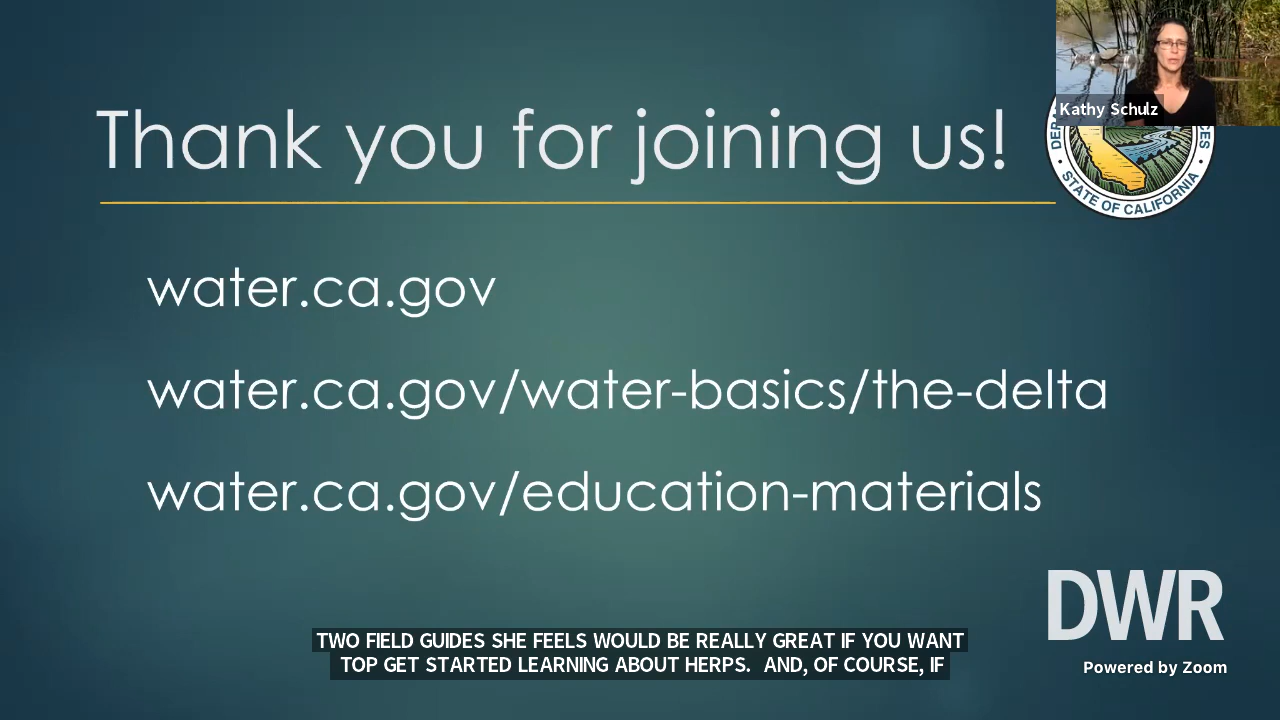 Thank you for joining us!
Kathy Schulz
STATE OF CALIFORNIA
water.ca.gov
water.ca.gov/water-basics/the-delta
water.ca.gov/education-materials
DWR
Powered by Zoom
TWO FIELD GUIDES SHE FEELS WOULD BE REALLY GREAT IF YOU WANT
TOP GET STARTED LEARNING ABOUT HERPS. AND, OF COURSE, IF